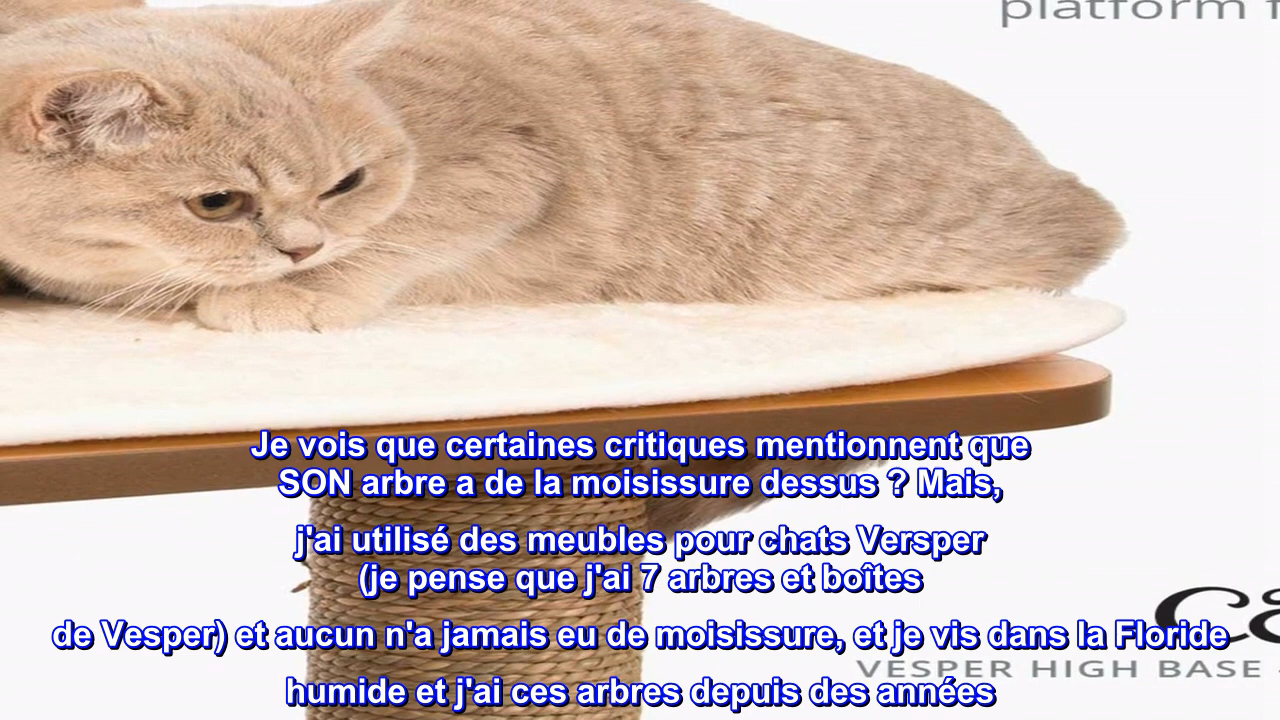 platform f
Je vois que certaines critiques mentionnent que
SON arbre a de la moisissure dessus ? Mais,
j'ai utilisé des meubles pour chats Versper
(je pense que j'ai 7 arbres et boîtes
de Vesper) et aucun n'a jamais eu de moisissure, et je vis dans la Floride
humide et j'ai ces arbres depuis des années
Ca
VESPER HIGH BASE